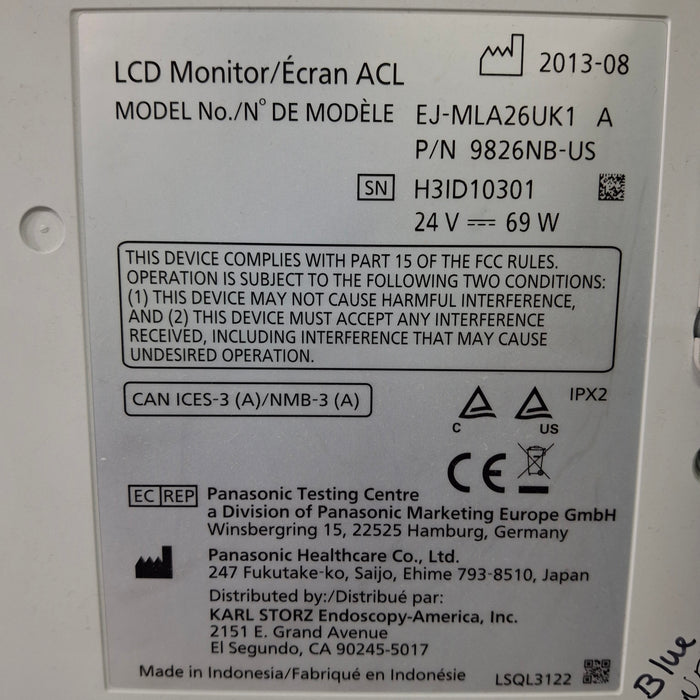 LCD Monitor/Écran ACL
2013-08
MODEL No./N° DE MODÈLE EJ-MLA26UK1 A
P/N 9826NB-US
SN H3ID10301
24 V 69 W
THIS DEVICE COMPLIES WITH PART 15 OF THE FCC RULES.
OPERATION IS SUBJECT TO THE FOLLOWING TWO CONDITIONS:
(1) THIS DEVICE MAY NOT CAUSE HARMFUL INTERFERENCE,
AND (2) THIS DEVICE MUST ACCEPT ANY INTERFERENCE
RECEIVED, INCLUDING INTERFERENCE THAT MAY CAUSE
UNDESIRED OPERATION.
CAN ICES-3 (A)/NMB-3 (A)
IPX2
C US
CE
EC REP Panasonic Testing Centre
a Division of Panasonic Marketing Europe GmbH
Winsbergring 15, 22525 Hamburg, Germany
Panasonic Healthcare Co., Ltd.
247 Fukutake-ko, Saijo, Ehime 793-8510, Japan
Distributed by:/Distribué par:
KARL STORZ Endoscopy-America, Inc.
2151 E. Grand Avenue
El Segundo, CA 90245-5017
Made in Indonesia/Fabriqué en Indonésie
LSQL3122
Blue